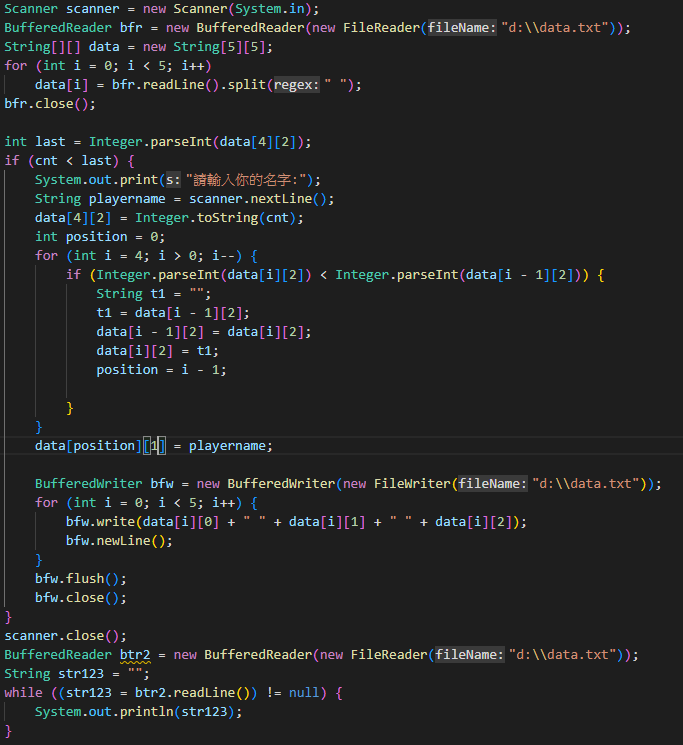 Scanner scanner = new Scanner(System.in);
BufferedReader bfr = new BufferedReader(new FileReader(fileName: "d:\\data.txt"));
String[][] data = new String[5][5];
for (int i = 0; i < 5; i++)
    data[i] = bfr.readLine().split(regex: " ");
bfr.close();

int last = Integer.parseInt(data[4][2]);
if (cnt < last) {
    System.out.print(s: "請輸入你的名字:");
    String playername = scanner.nextLine();
    data[4][2] = Integer.toString(cnt);
    int position = 0;
    for (int i = 4; i > 0; i--) {
        if (Integer.parseInt(data[i][2]) < Integer.parseInt(data[i - 1][2])) {
            String t1 = "";
            t1 = data[i - 1][2];
            data[i - 1][2] = data[i][2];
            data[i][2] = t1;
            position = i - 1;

        }
    }
    data[position][1] = playername;

    BufferedWriter bfw = new BufferedWriter(new FileWriter(fileName: "d:\\data.txt"));
    for (int i = 0; i < 5; i++) {
        bfw.write(data[i][0] + " " + data[i][1] + " " + data[i][2]);
        bfw.newLine();
    }
    bfw.flush();
    bfw.close();
}
scanner.close();
BufferedReader btr2 = new BufferedReader(new FileReader(fileName: "d:\\data.txt"));
String str123 = "";
while ((str123 = btr2.readLine()) != null) {
    System.out.println(str123);
}